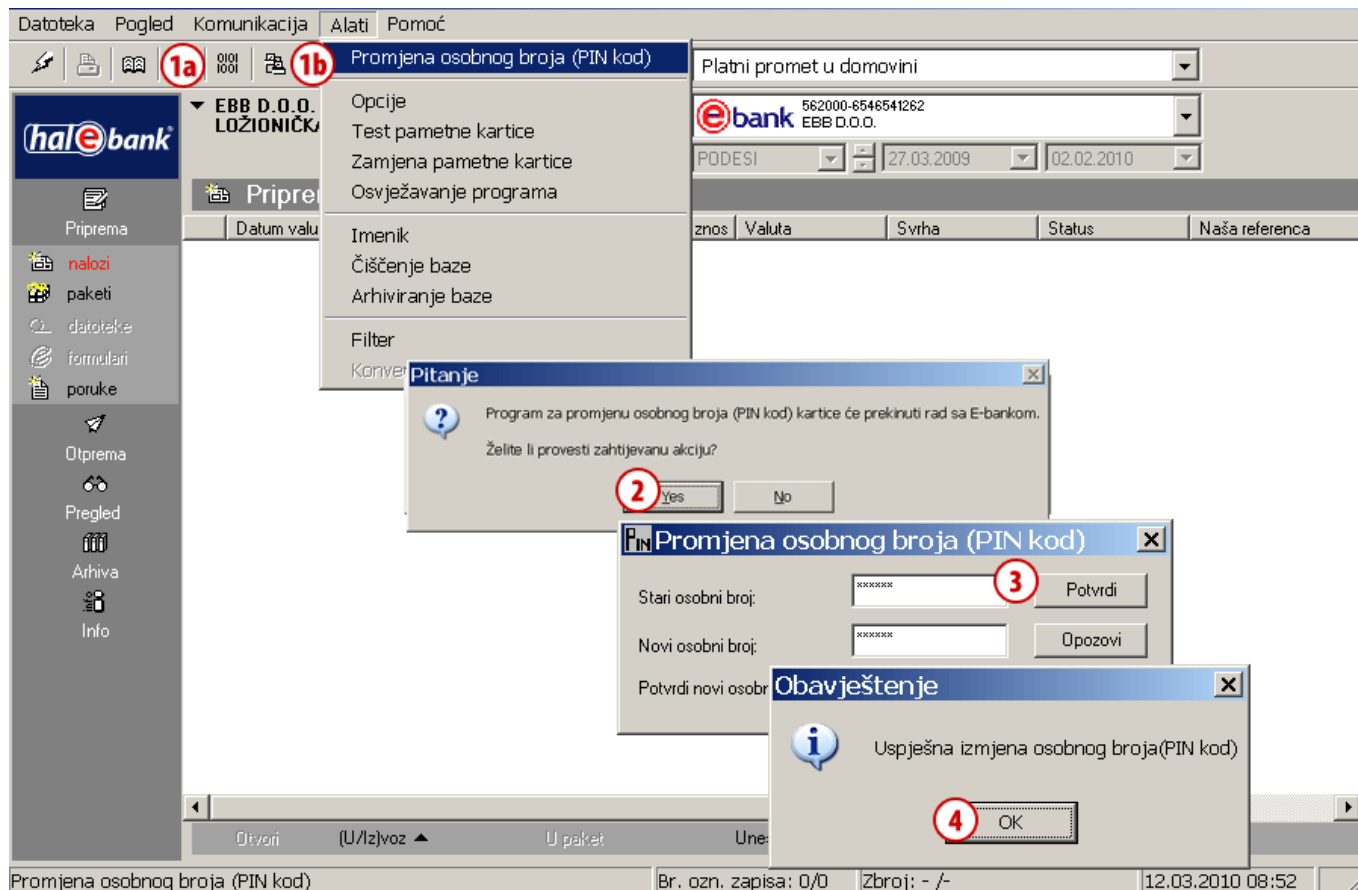 Datoteka Pogled Komunikacija Alati Pomoć
1a 1b Promjena osobnog broja (PIN kod) Platni promet u domovini
halebank
EBB D.O.O.
LOŽIONIČKA
ebank 562000-6546541262
EBB D.O.O.
PODESI 27.03.2009 02.02.2010
Opcije
Test pametne kartice
Zamjena pametne kartice
Osvježavanje programa
Imenik
Čiščenje baze
Arhiviranje baze
Filter
Datum valu znos Valuta Svrha Status Naša referenca
Priprema
nalozi
paketi
datoteke
formulari
poruke
Otprema
Pregled
Arhiva
Info
Pitanje
Program za promjenu osobnog broja (PIN kod) kartice će prekinuti rad sa E-bankom.
Želite li provesti zahtijevanu akciju?
2 Yes No
PIN Promjena osobnog broja (PIN kod)
Stari osobni broj: ×××××× 3 Potvrdi
Novi osobni broj: ×××××× Opozovi
Potvrdi novi osobr
Obavještenje
Uspješna izmjena osobnog broja(PIN kod)
4 OK
Otvori (U/Iz)voz U paket Une
Promjena osobnog broja (PIN kod) Br. ozn. zapisa: 0/0 Zbroj: - /- 12.03.2010 08:52